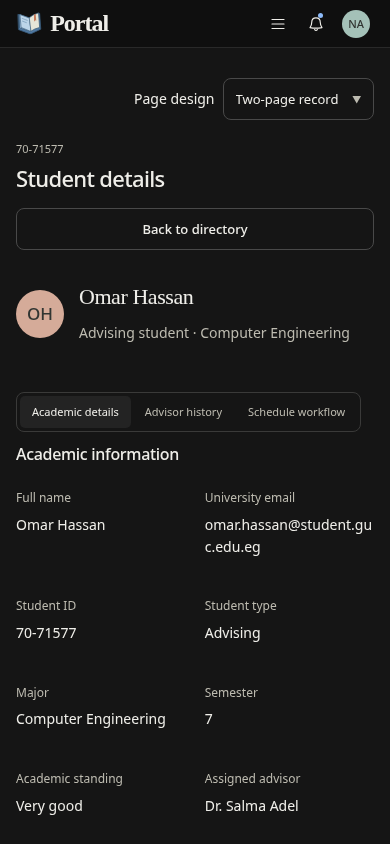 Portal
NA
Page design
Two-page record
70-71577
Student details
Back to directory
OH
Omar Hassan
Advising student · Computer Engineering
Academic details
Advisor history
Schedule workflow
Academic information
Full name
University email
Omar Hassan
omar.hassan@student.gu
c.edu.eg
Student ID
Student type
70-71577
Advising
Major
Semester
Computer Engineering
7
Academic standing
Assigned advisor
Very good
Dr. Salma Adel